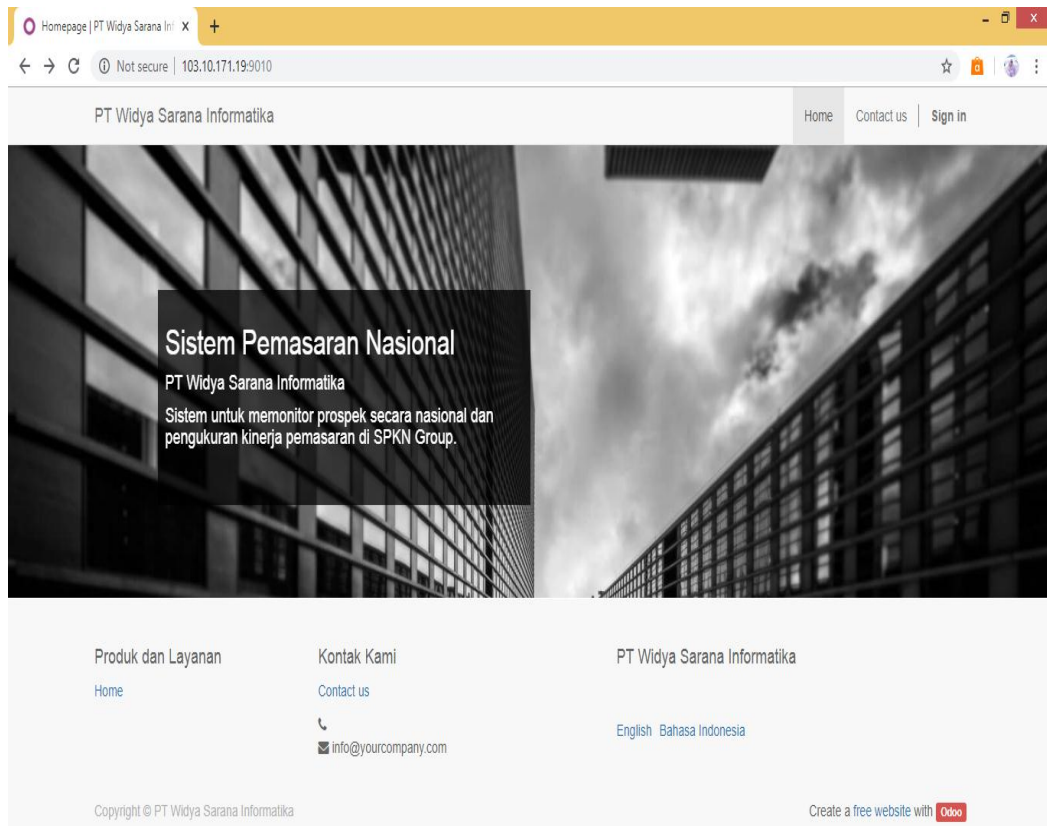 Homepage | PT Widya Sarana Inf
Not secure | 103.10.171.19:9010
PT Widya Sarana Informatika
Home Contact us Sign in
Sistem Pemasaran Nasional
PT Widya Sarana Informatika
Sistem untuk memonitor prospek secara nasional dan
pengukuran kinerja pemasaran di SPKN Group.
Produk dan Layanan
Home
Kontak Kami
Contact us
info@yourcompany.com
PT Widya Sarana Informatika
English Bahasa Indonesia
Copyright © PT Widya Sarana Informatika
Create a free website with Odoo